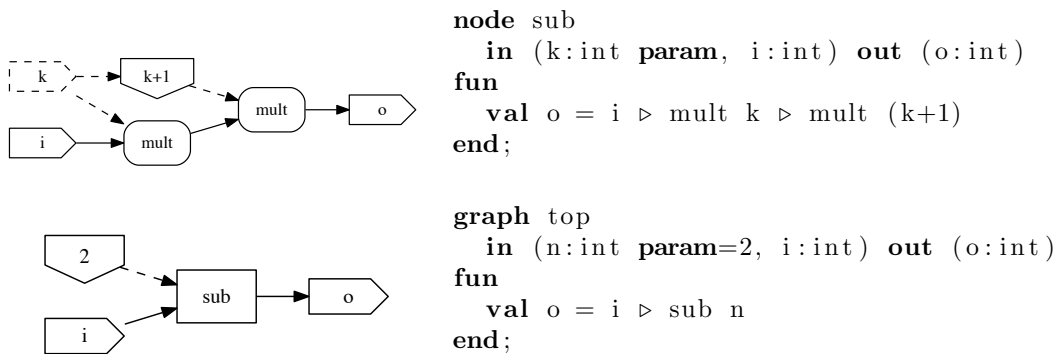 k
k+1
mult
o
i
mult
node sub
in (k:int param, i:int) out (o:int)
fun
val o = i ▹ mult k ▹ mult (k+1)
end;
2
sub
o
i
graph top
in (n:int param=2, i:int) out (o:int)
fun
val o = i ▹ sub n
end;